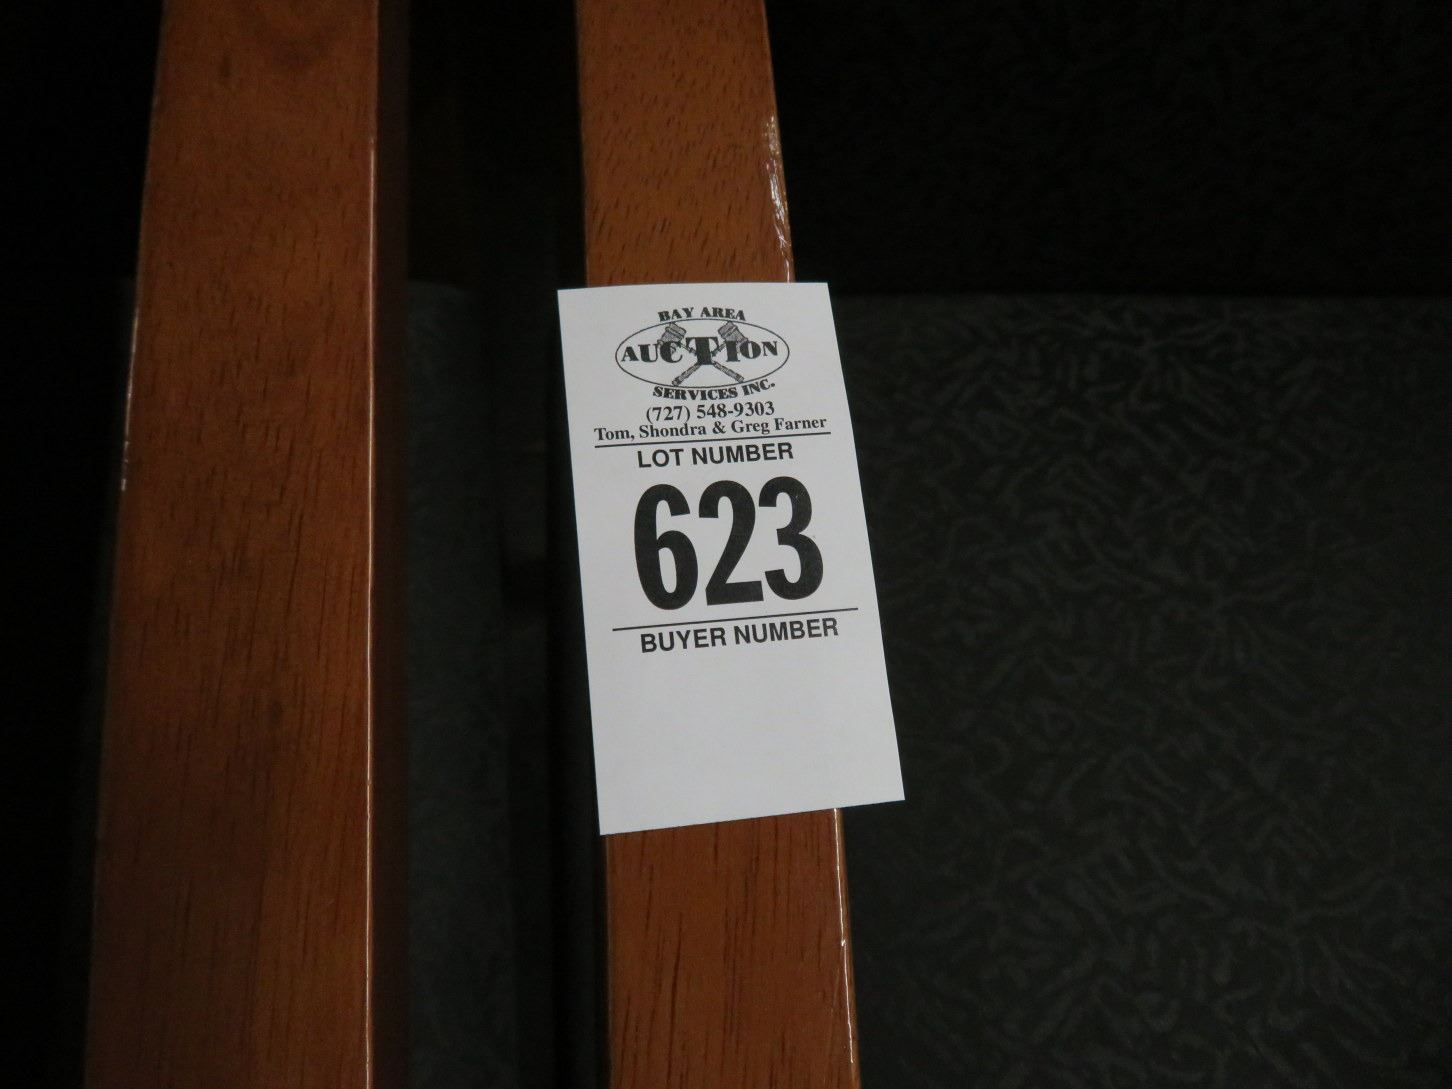 BAY AREA
AUCTION
SERVICES INC.
(727) 548-9303
Tom, Shondra & Greg Farner
LOT NUMBER
623
BUYER NUMBER